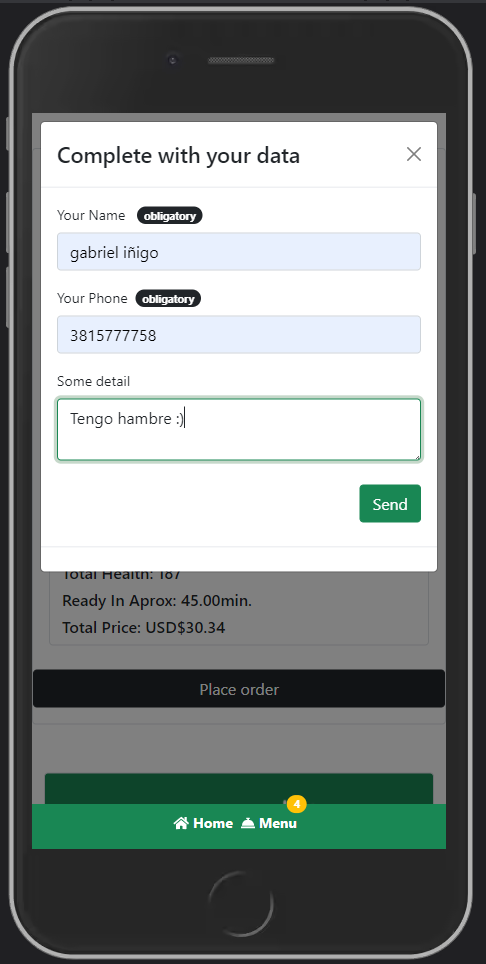 Complete with your data
Your Name obligatory
gabriel iñigo
Your Phone obligatory
3815777758
Some detail
Tengo hambre :)
Send
Total Health: 187
Ready In Aprox: 45.00min.
Total Price: USD$30.34
Place order
4
Home Menu